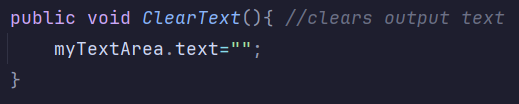 public void ClearText(){ //clears output text
    myTextArea.text="";
}